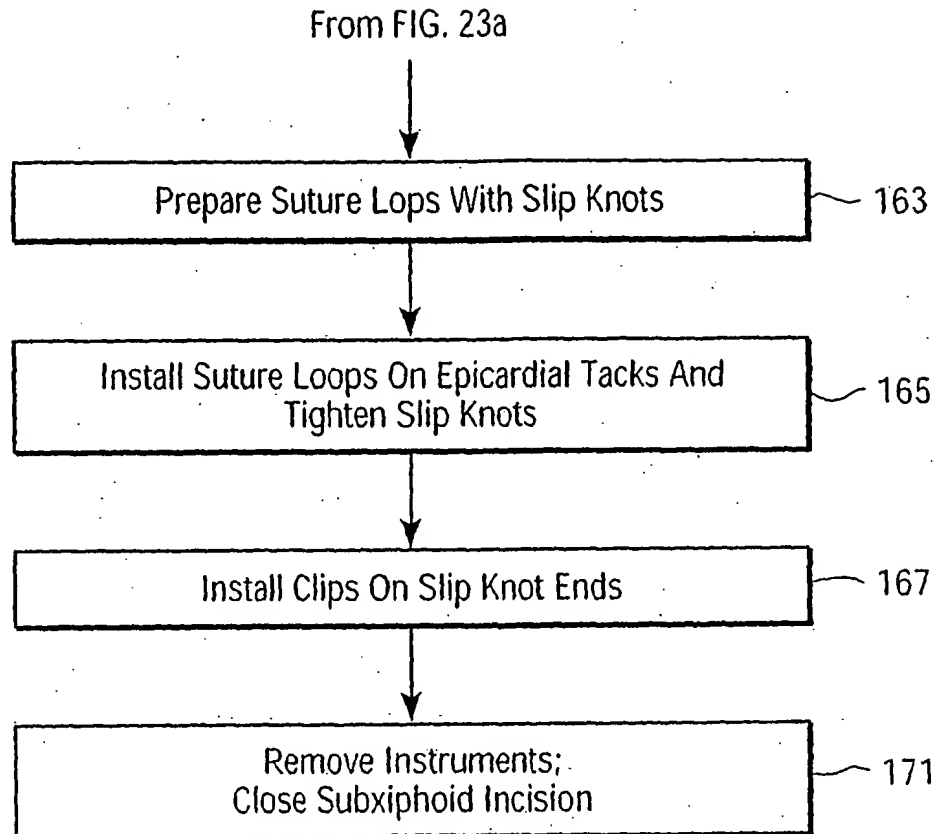 From FIG. 23a
Prepare Suture Lops With Slip Knots
163
Install Suture Loops On Epicardial Tacks And
Tighten Slip Knots
165
Install Clips On Slip Knot Ends
167
Remove Instruments;
Close Subxiphoid Incision
171